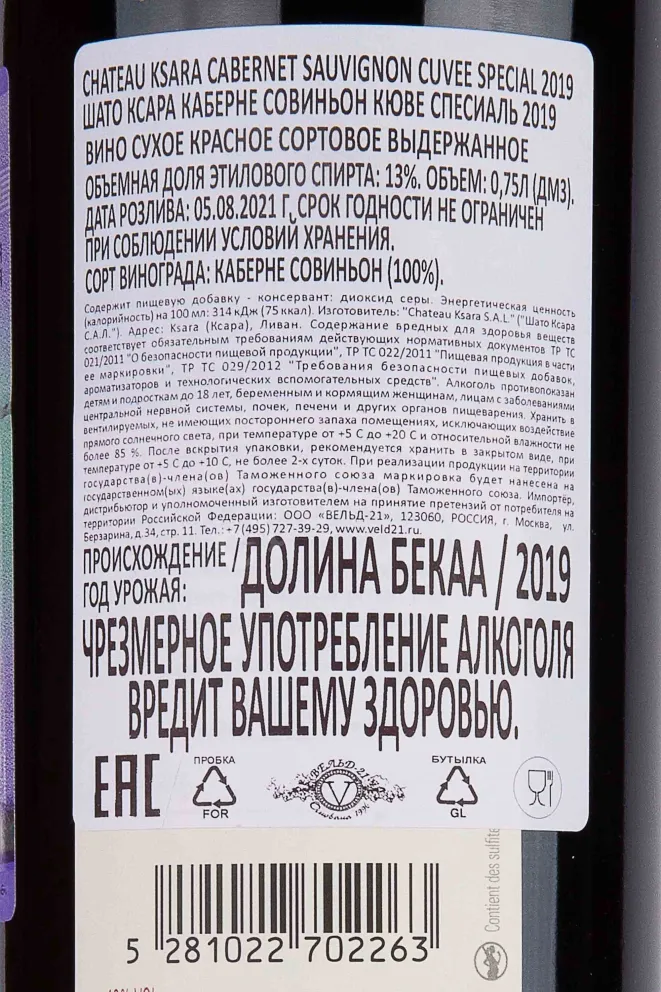 CHATEAU KSARA CABERNET SAUVIGNON CUVEE SPECIAL 2019
ШАТО КСАРА КАБЕРНЕ СОВИНЬОН КЮВЕ СПЕСИАЛЬ 2019
ВИНО СУХОЕ КРАСНОЕ СОРТОВОЕ ВЫДЕРЖАННОЕ
ОБЪЕМНАЯ ДОЛЯ ЭТИЛОВОГО СПИРТА: 13%. ОБЪЕМ: 0,75Л (ДМ3).
ДАТА РОЗЛИВА: 05.08.2021 Г. СРОК ГОДНОСТИ НЕ ОГРАНИЧЕН
ПРИ СОБЛЮДЕНИИ УСЛОВИЙ ХРАНЕНИЯ.
СОРТ ВИНОГРАДА: КАБЕРНЕ СОВИНЬОН (100%).
Содержит пищевую добавку - консервант: диоксид серы. Энергетическая ценность
(калорийность) на 100 мл: 314 кДж (75 ккал). Изготовитель: "Chateau Ksara S.A.L." ("Шато Ксара
С.А.Л."). Адрес: Ksara (Ксара), Ливан. Содержание вредных для здоровья веществ
соответствует обязательным требованиям действующих нормативных документов ТР ТС
021/2011 "О безопасности пищевой продукции", ТР ТС 022/2011 "Пищевая продукция в части
ее маркировки", ТР ТС 029/2012 "Требования безопасности пищевых добавок,
ароматизаторов и технологических вспомогательных средств". Алкоголь противопоказан
детям и подросткам до 18 лет, беременным и кормящим женщинам, лицам с заболеваниями
центральной нервной системы, почек, печени и других органов пищеварения. Хранить в
вентилируемых, не имеющих постороннего запаха помещениях, исключающих воздействие
прямого солнечного света, при температуре от +5 С до +20 С и относительной влажности не
более 85 %. После вскрытия упаковки, рекомендуется хранить в закрытом виде, при
температуре от +5 С до +10 С, не более 2-х суток. При реализации продукции на территории
государства(в)-члена(ов) Таможенного союза маркировка будет нанесена на
государственном(ых) языке(ах) государства(в)-члена(ов) Таможенного союза. Импортёр,
дистрибьютор и уполномоченный изготовителем на принятие претензий от потребителя на
территории Российской Федерации: ООО «ВЕЛЬД-21», 123060, РОССИЯ, г. Москва, ул.
Берзарина, д.34, стр. 11. Тел.: +7 (495) 727-39-29, www.veld21.ru.
ПРОИСХОЖДЕНИЕ / ДОЛИНА БЕКАА / 2019
ГОД УРОЖАЯ:
ЧРЕЗМЕРНОЕ УПОТРЕБЛЕНИЕ АЛКОГОЛЯ
ВРЕДИТ ВАШЕМУ ЗДОРОВЬЮ.
EAC
ПРОБКА
FOR
ВЕЛЬД-21
V
Основана 1996
БУТЫЛКА
GL
Contient des sulfite
5 281022 702263